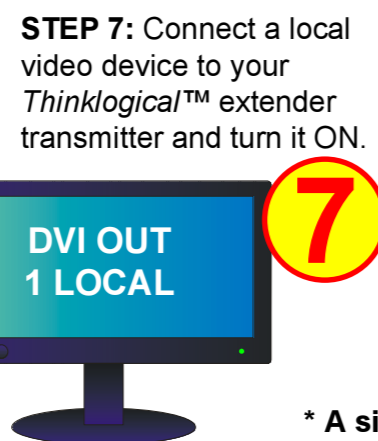 STEP 7: Connect a local
video device to your
Thinklogical™ extender
transmitter and turn it ON.
7
DVI OUT
1 LOCAL
* A